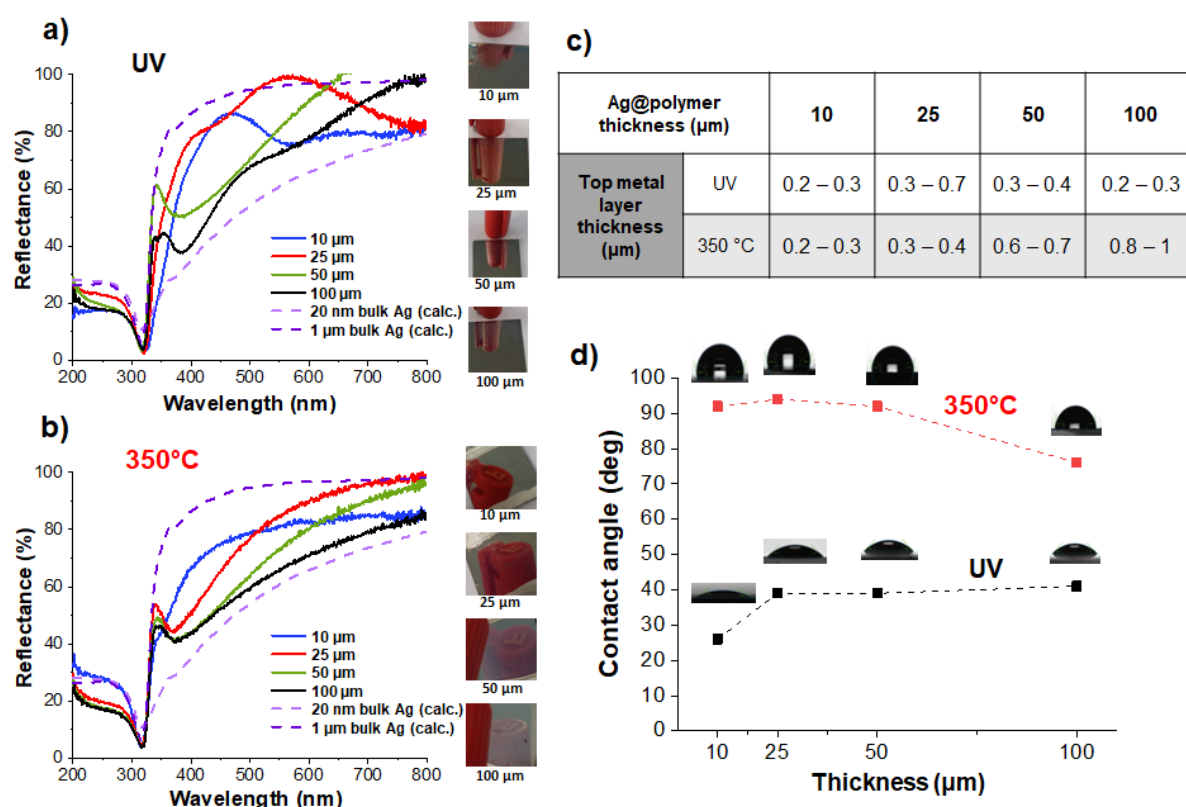 a)
UV
Reflectance (%)
100
80
60
40
20
0
10 µm
25 µm
50 µm
100 µm
20 nm bulk Ag (calc.)
1 µm bulk Ag (calc.)
200 300 400 500 600 700 800
Wavelength (nm)
10 µm
25 µm
50 µm
100 µm
b)
350°C
Reflectance (%)
100
80
60
40
20
0
10 µm
25 µm
50 µm
100 µm
20 nm bulk Ag (calc.)
1 µm bulk Ag (calc.)
200 300 400 500 600 700 800
Wavelength (nm)
10 µm
25 µm
50 µm
100 µm
c)
Ag@polymer
thickness (µm)
10 25 50 100
Top metal
layer
thickness
(µm)
UV 0.2 – 0.3 0.3 – 0.7 0.3 – 0.4 0.2 – 0.3
350 °C 0.2 – 0.3 0.3 – 0.4 0.6 – 0.7 0.8 – 1
d)
Contact angle (deg)
100
90
80
70
60
50
40
30
20
10
0
350°C
UV
10 25 50 100
Thickness (µm)